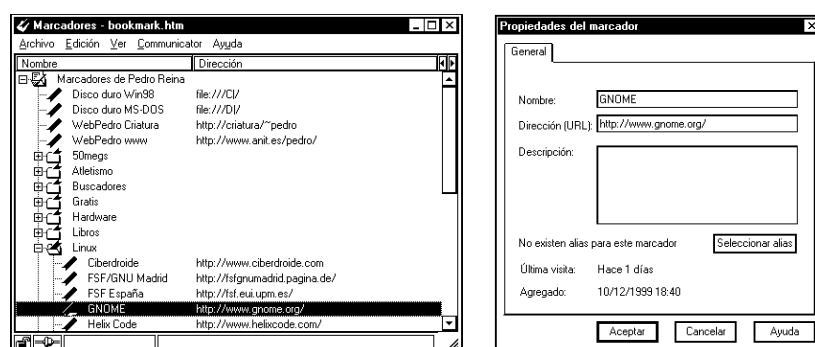 Marcadores - bookmark.htm
Archivo Edición Ver Communicator Ayuda
Nombre Dirección
Marcadores de Pedro Reina
Disco duro Win98 file:///C|/
Disco duro MS-DOS file:///D|/
WebPedro Criatura http://criatura/~pedro
WebPedro www http://www.anit.es/pedro/
50megs
Atletismo
Buscadores
Gratis
Hardware
Libros
Linux
Ciberdroide http://www.ciberdroide.com
FSF/GNU Madrid http://fsfgnumadrid.pagina.de/
FSF España http://fsf.eui.upm.es/
GNOME http://www.gnome.org/
Helix Code http://www.helixcode.com/
Propiedades del marcador
General
Nombre: GNOME
Dirección (URL): http://www.gnome.org/
Descripción:
No existen alias para este marcador Seleccionar alias
Última visita: Hace 1 días
Agregado: 10/12/1999 18:40
Aceptar Cancelar Ayuda